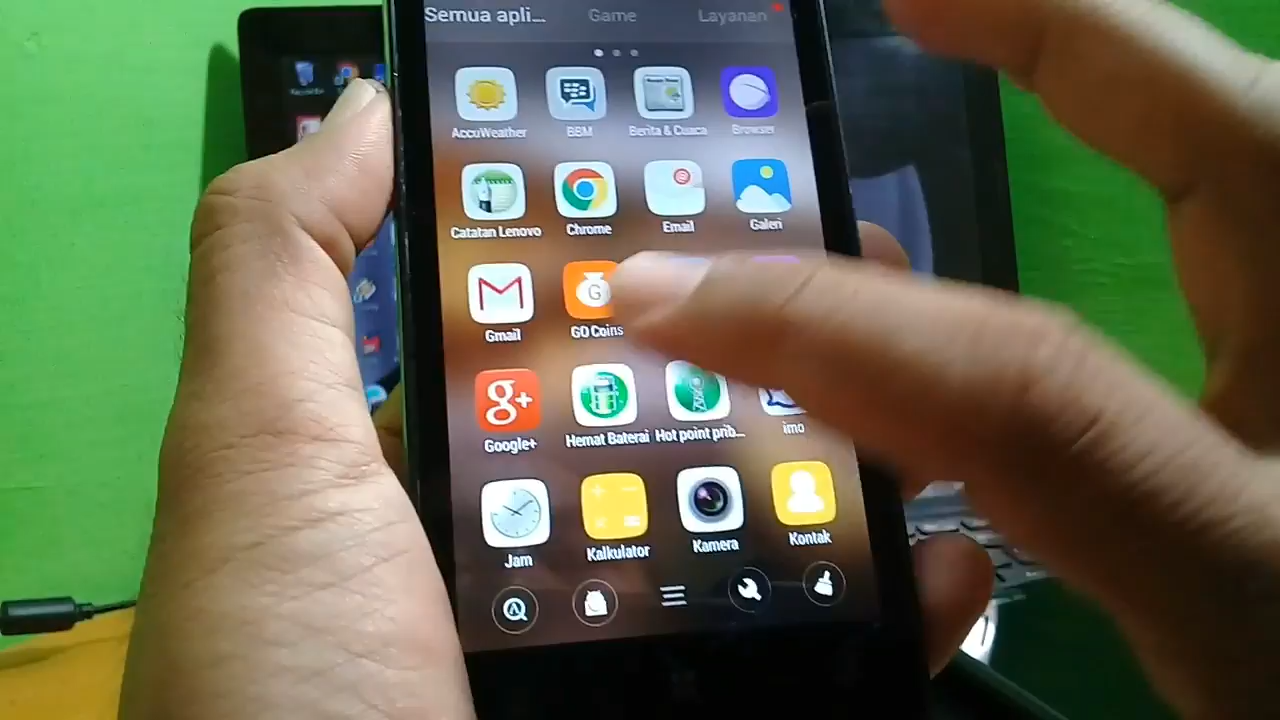 Semua apli... Game Layanan
AccuWeather BBM Berita & Cuaca Browser
Catatan Lenovo Chrome Email Galeri
Gmail GO Coins
Google+ Hemat Baterai Hot point prib... imo
Jam Kalkulator Kamera Kontak